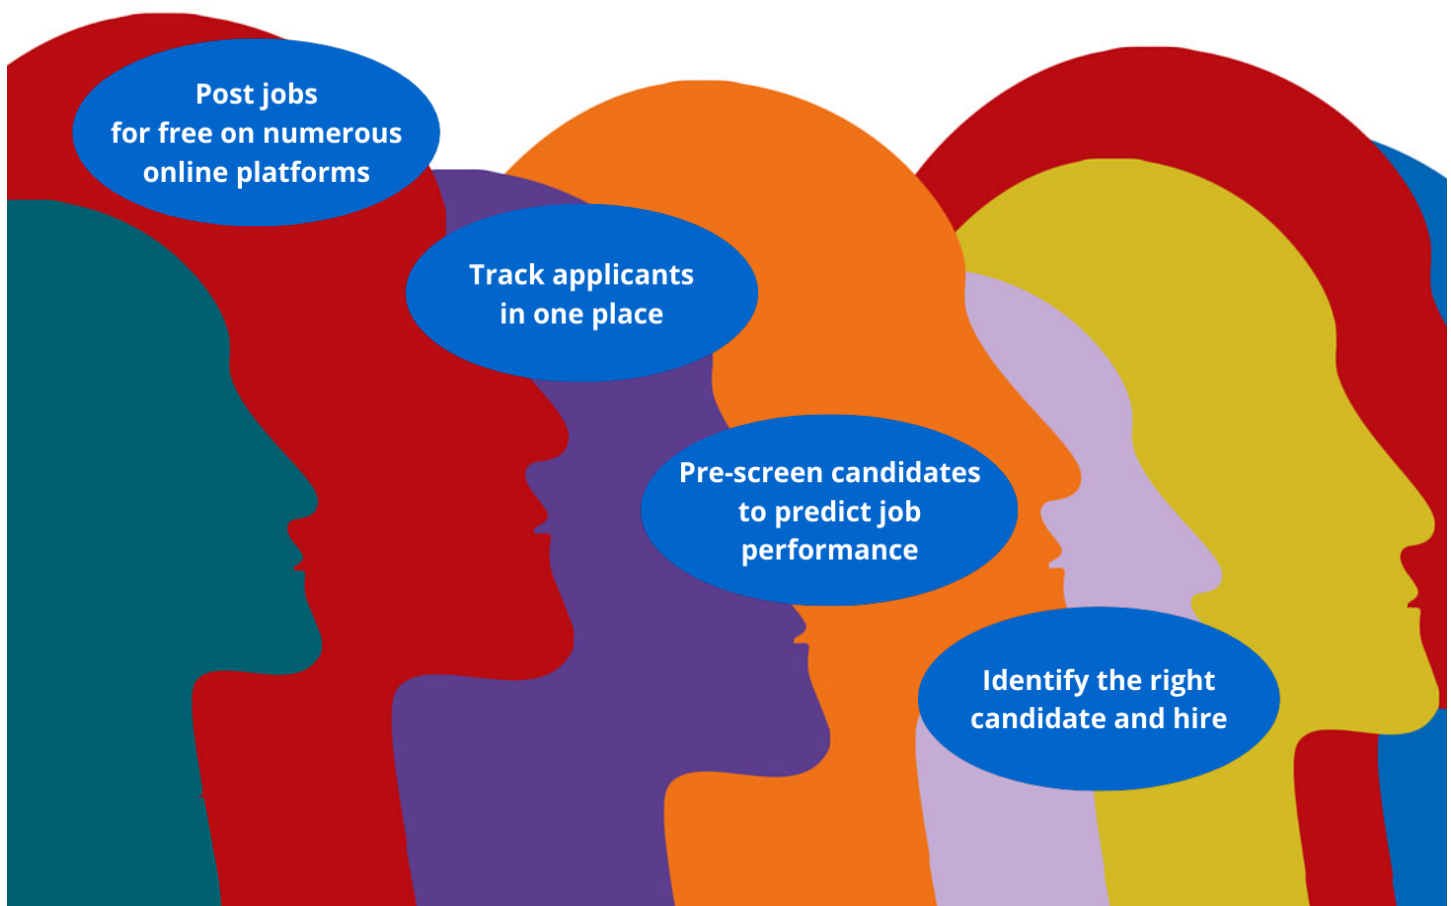 Post jobs
for free on numerous
online platforms
Track applicants
in one place
Pre-screen candidates
to predict job
performance
Identify the right
candidate and hire